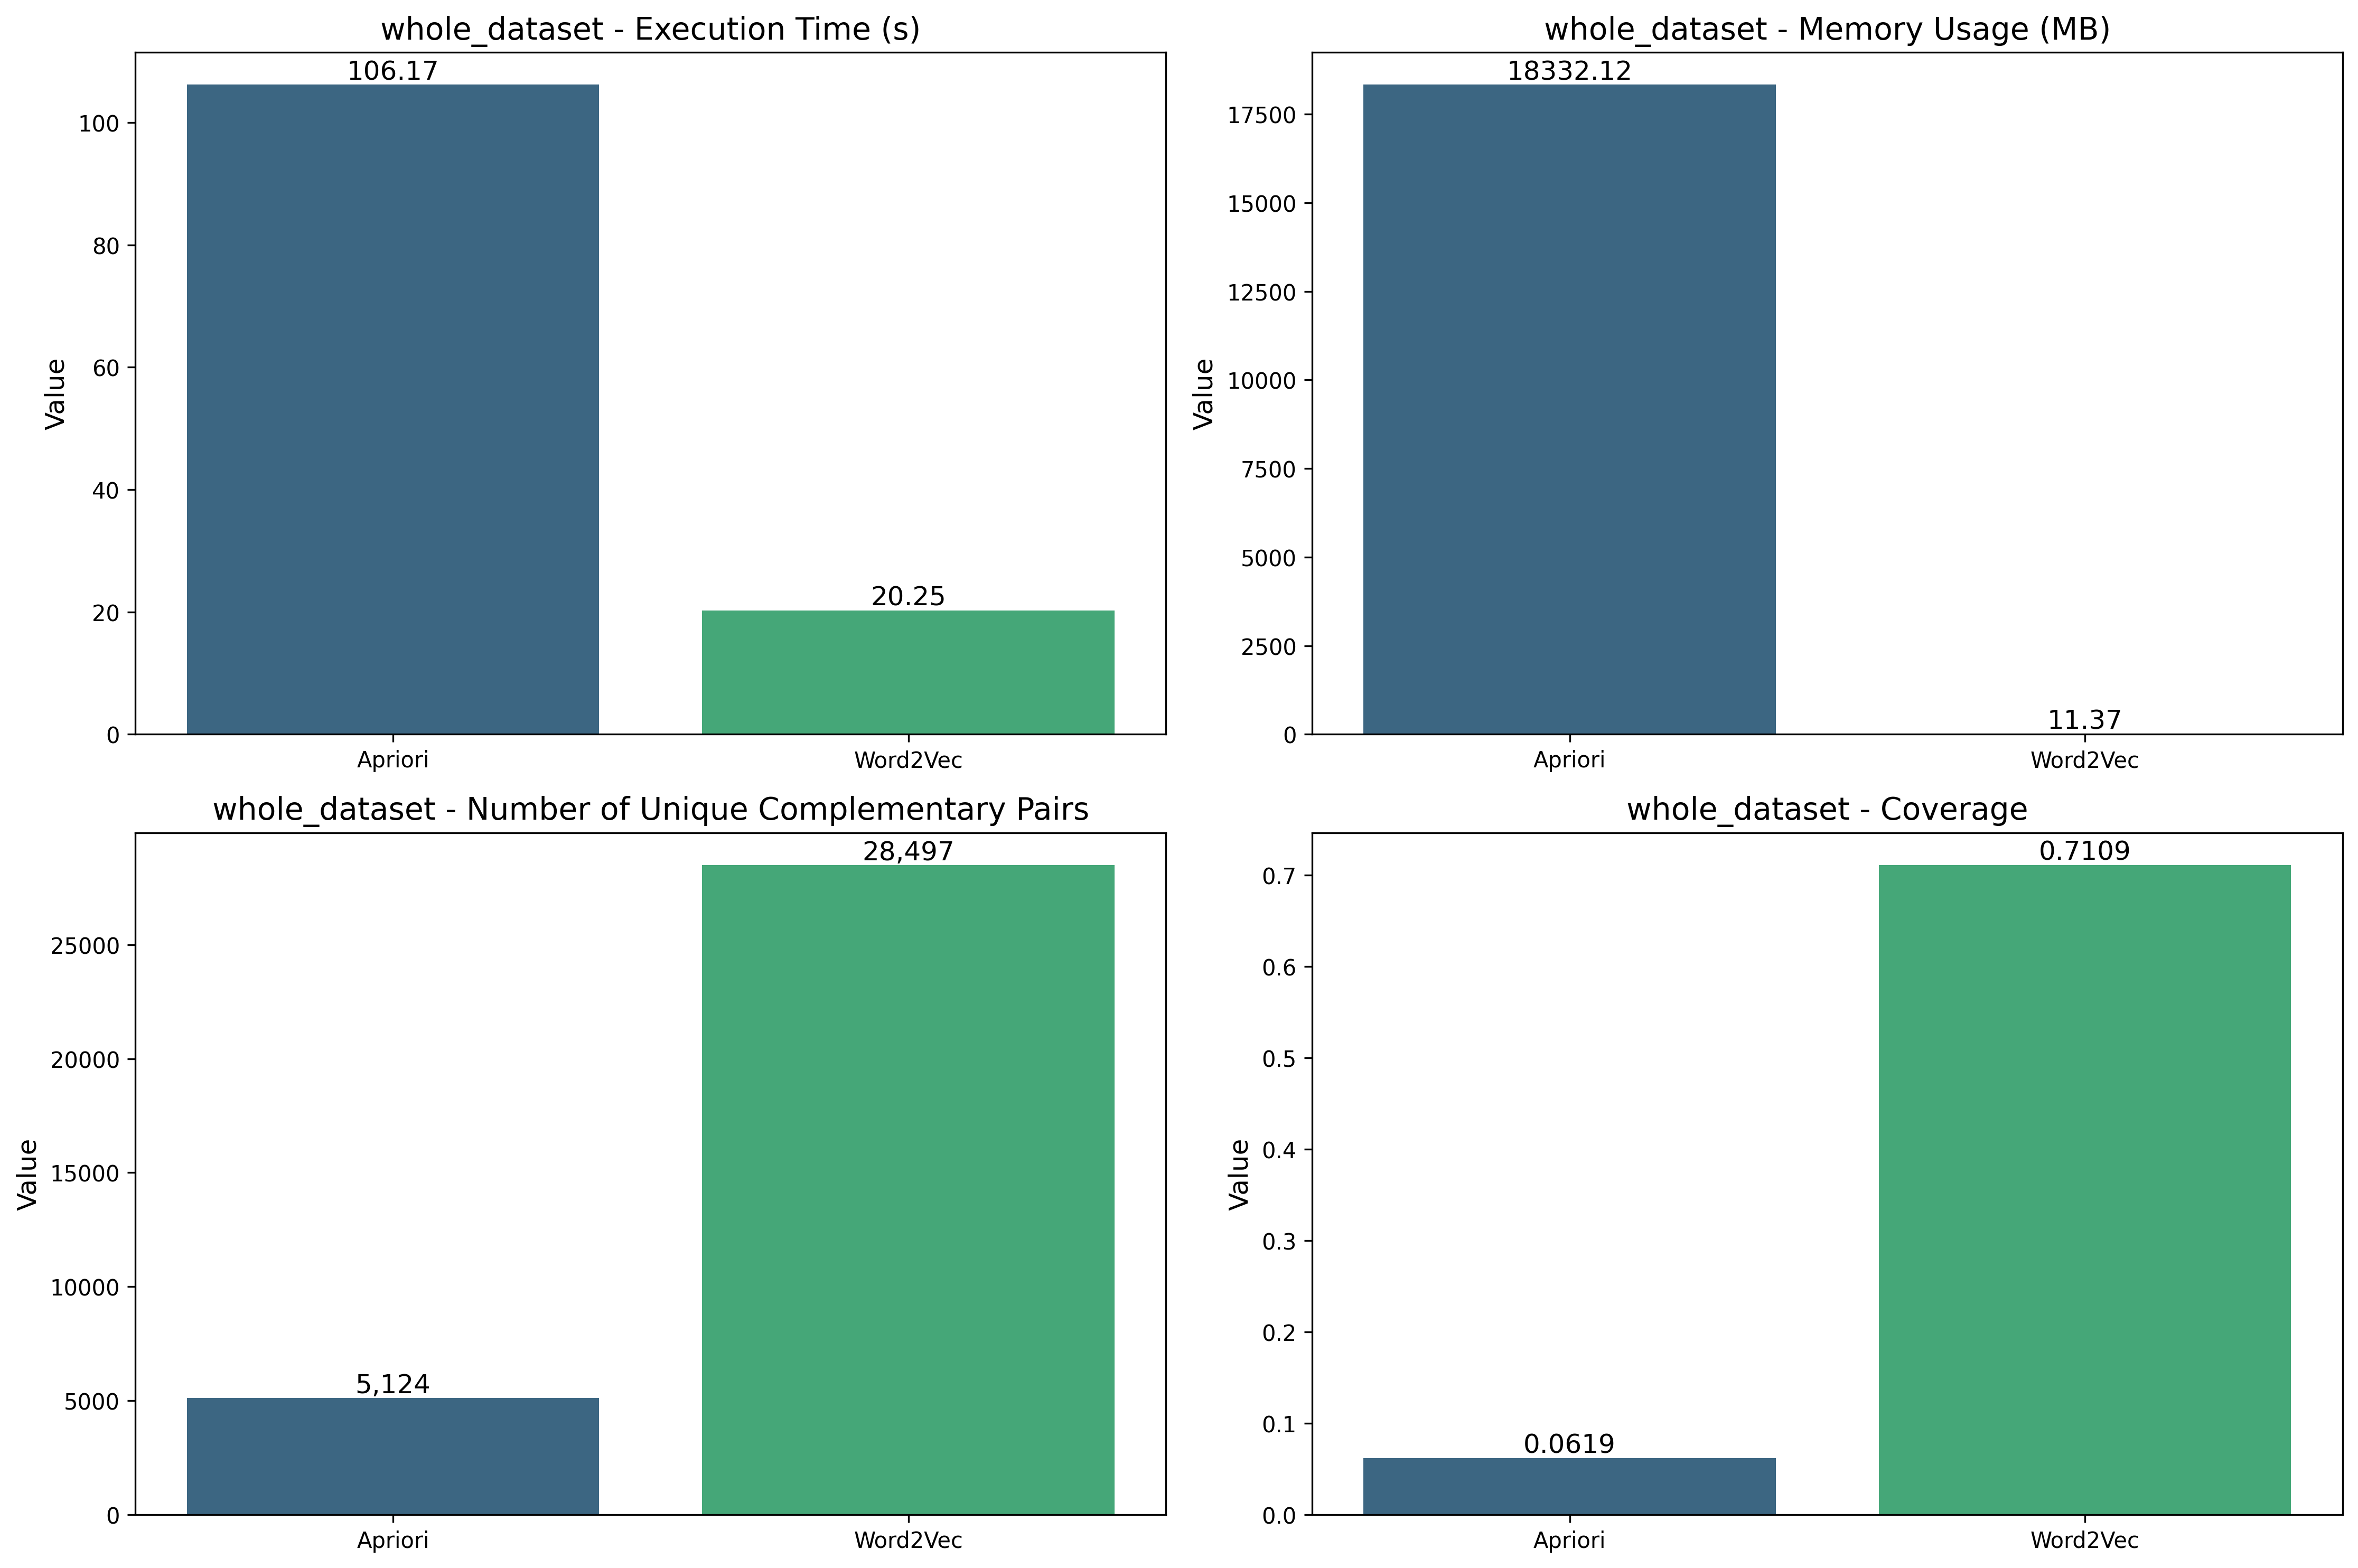 whole_dataset - Execution Time (s)
106.17
100
80
60
40
20
0
Value
20.25
Apriori
Word2Vec
whole_dataset - Memory Usage (MB)
18332.12
17500
15000
12500
10000
7500
5000
2500
0
Value
11.37
Apriori
Word2Vec
whole_dataset - Number of Unique Complementary Pairs
28,497
25000
20000
15000
10000
5000
0
Value
5,124
Apriori
Word2Vec
whole_dataset - Coverage
0.7109
0.7
0.6
0.5
0.4
0.3
0.2
0.1
0.0
Value
0.0619
Apriori
Word2Vec